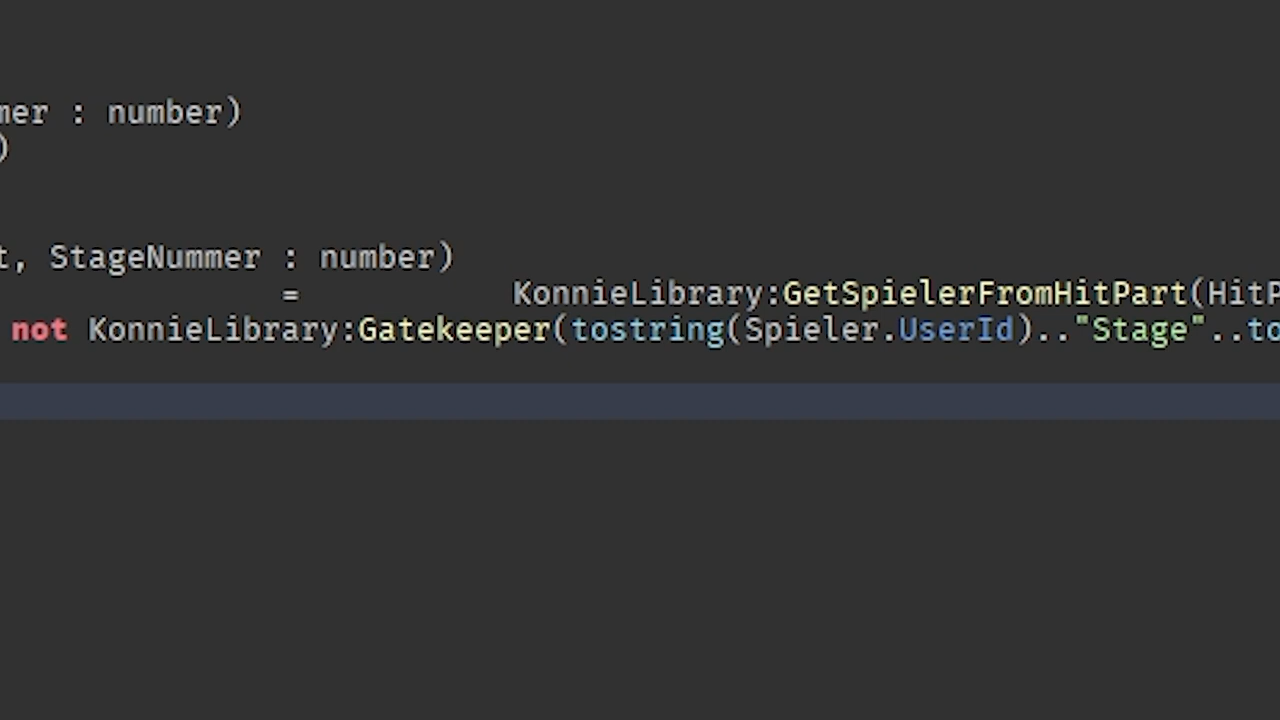 mer : number)
)
t, StageNummer : number)
= KonnieLibrary:GetSpielerFromHitPart(HitP
not KonnieLibrary:Gatekeeper(tostring(Spieler.UserId).."Stage"..to